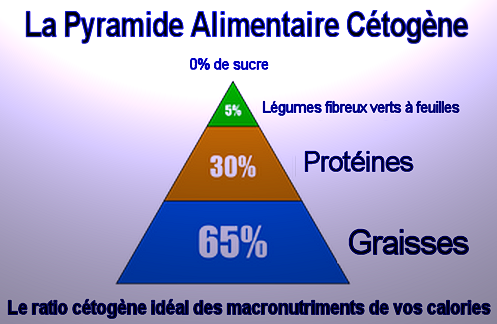 La Pyramide Alimentaire Cétogène
0% de sucre
5%
Légumes fibreux verts à feuilles
30%
Protéines
65%
Graisses
Le ratio cétogène idéal des macronutriments de vos calories